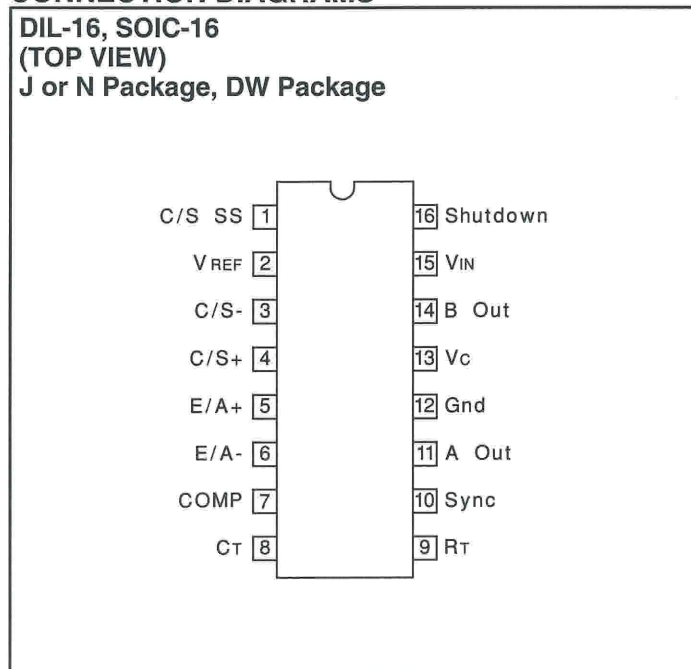 CONNECTION DIAGRAMS
DIL-16, SOIC-16
(TOP VIEW)
J or N Package, DW Package
C/S SS 1 16 Shutdown
VREF 2 15 VIN
C/S- 3 14 B Out
C/S+ 4 13 Vc
E/A+ 5 12 Gnd
E/A- 6 11 A Out
COMP 7 10 Sync
CT 8 9 RT